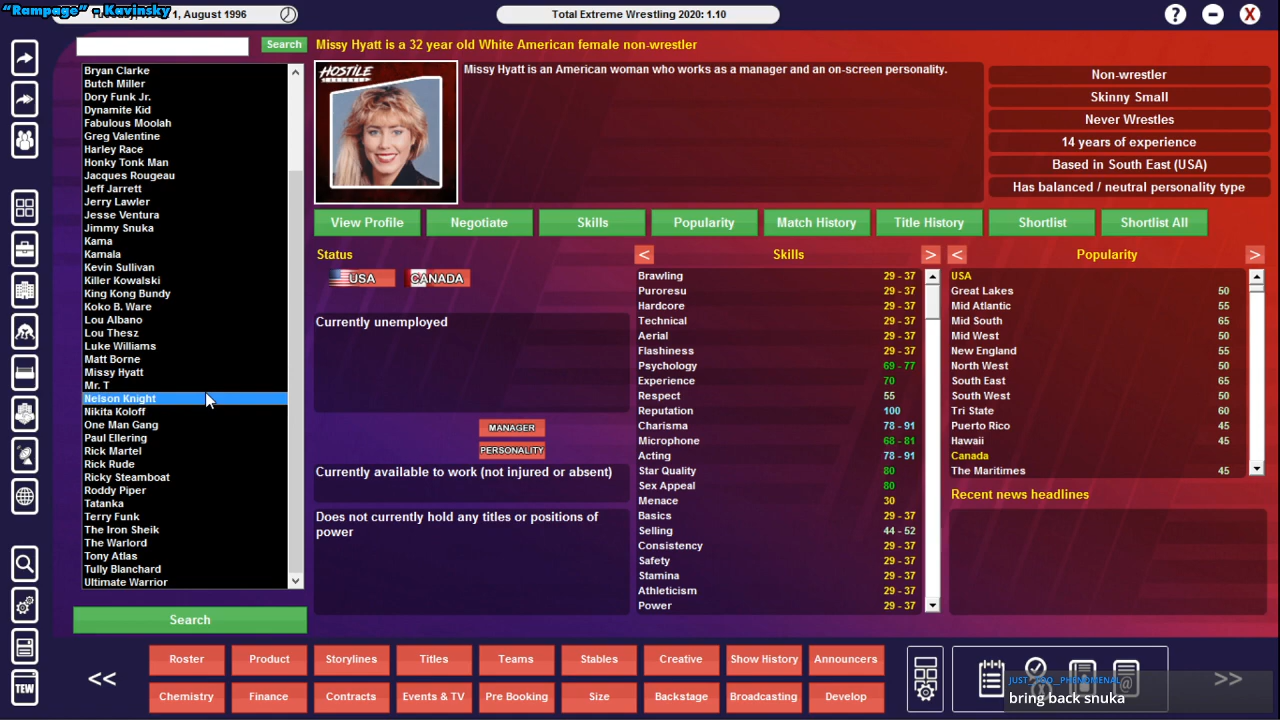 "Rampage" - Kavinsky
1, August 1996
Total Extreme Wrestling 2020: 1.10
?
X
Search
Missy Hyatt is a 32 year old White American female non-wrestler
Bryan Clarke
Butch Miller
Dory Funk Jr.
Dynamite Kid
Fabulous Moolah
Greg Valentine
Harley Race
Honky Tonk Man
Jacques Rougeau
Jeff Jarrett
Jerry Lawler
Jesse Ventura
Jimmy Snuka
Kama
Kamala
Kevin Sullivan
Killer Kowalski
King Kong Bundy
Koko B. Ware
Lou Albano
Lou Thesz
Luke Williams
Matt Borne
Missy Hyatt
Mr. T
Nelson Knight
Nikita Koloff
One Man Gang
Paul Ellering
Rick Martel
Rick Rude
Ricky Steamboat
Roddy Piper
Tatanka
Terry Funk
The Iron Sheik
The Warlord
Tony Atlas
Tully Blanchard
Ultimate Warrior
Search
HOSTILE
Missy Hyatt is an American woman who works as a manager and an on-screen personality.
Non-wrestler
Skinny Small
Never Wrestles
14 years of experience
Based in South East (USA)
Has balanced / neutral personality type
View Profile
Negotiate
Skills
Popularity
Match History
Title History
Shortlist
Shortlist All
Status
USA
CANADA
Currently unemployed
MANAGER
PERSONALITY
Currently available to work (not injured or absent)
Does not currently hold any titles or positions of
power
< Skills >
Brawling 29 - 37
Puroresu 29 - 37
Hardcore 29 - 37
Technical 29 - 37
Aerial 29 - 37
Flashiness 29 - 37
Psychology 69 - 77
Experience 70
Respect 55
Reputation 100
Charisma 78 - 91
Microphone 68 - 81
Acting 78 - 91
Star Quality 80
Sex Appeal 80
Menace 30
Basics 29 - 37
Selling 44 - 52
Consistency 29 - 37
Safety 29 - 37
Stamina 29 - 37
Athleticism 29 - 37
Power 29 - 37
< Popularity >
USA
Great Lakes 50
Mid Atlantic 55
Mid South 65
Mid West 50
New England 55
North West 50
South East 65
South West 50
Tri State 60
Puerto Rico 45
Hawaii 45
Canada
The Maritimes 45
Recent news headlines
TEW
<<
Roster
Product
Storylines
Titles
Teams
Stables
Creative
Show History
Announcers
Chemistry
Finance
Contracts
Events & TV
Pre Booking
Size
Backstage
Broadcasting
Develop
>>
bring back snuka